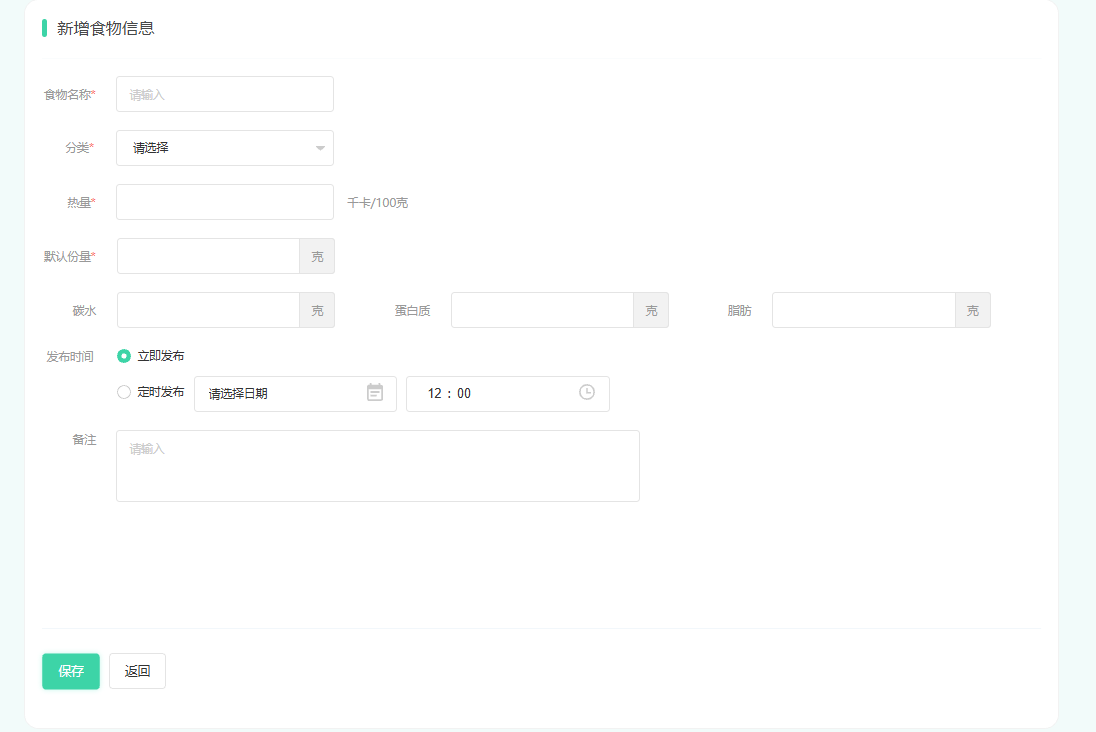 新增食物信息
食物名称* 请输入
分类* 请选择
热量* 千卡/100克
默认份量* 克
碳水 克 蛋白质 克 脂肪 克
发布时间 立即发布
定时发布 请选择日期 12 : 00
备注 请输入
保存 返回